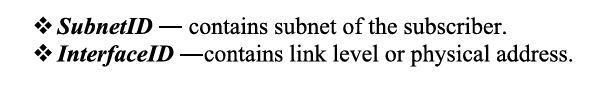 ❖ SubnetID — contains subnet of the subscriber.
❖ InterfaceID —contains link level or physical address.